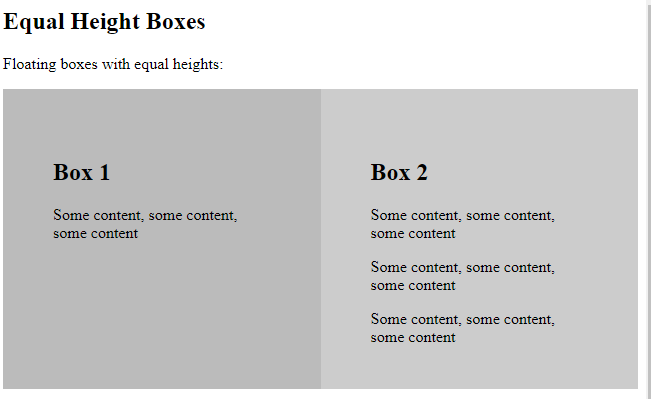 Equal Height Boxes
Floating boxes with equal heights:
Box 1
Some content, some content,
some content
Box 2
Some content, some content,
some content
Some content, some content,
some content
Some content, some content,
some content